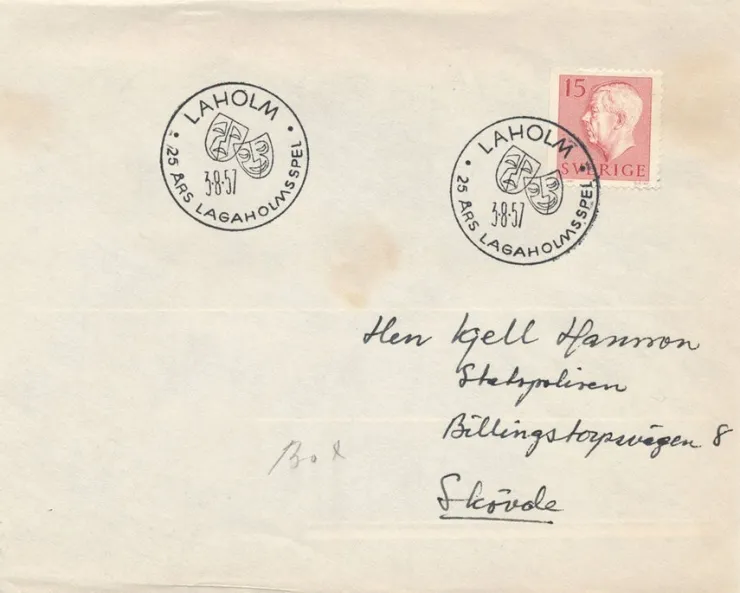 LAHOLM
3-8-57
25 ÅRS LAGAHOLMSSPEL
LAHOLM
3-8-57
25 ÅRS LAGAHOLMSSPEL
15
SVERIGE
Herr Kjell Hansson
Statspolisen
Billingstorpsvägen 8
Skövde